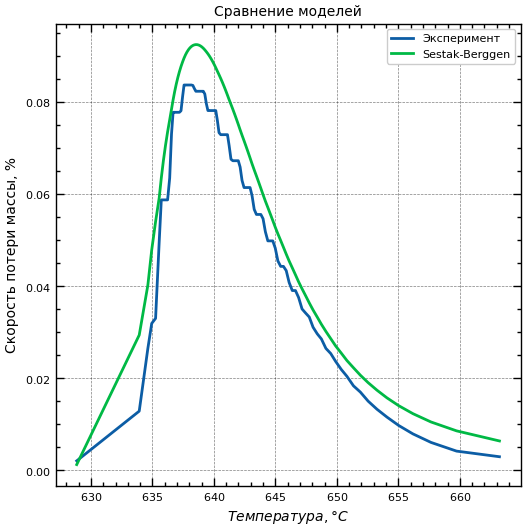 Сравнение моделей
Эксперимент
Sestak-Berggen
Скорость потери массы, %
0.08
0.06
0.04
0.02
0.00
630 635 640 645 650 655 660
Температура, °C